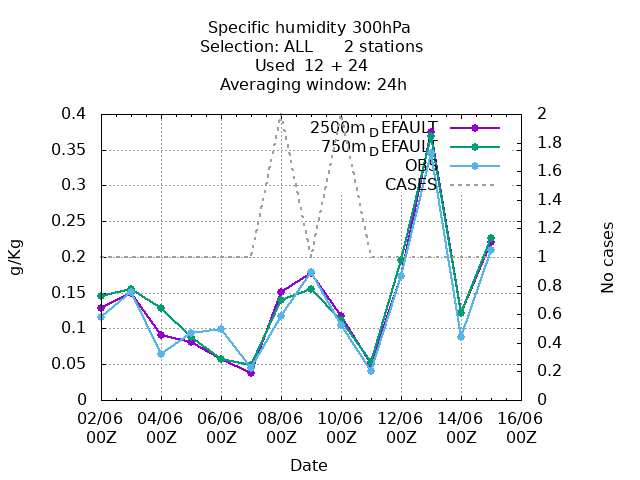 Specific humidity 300hPa
Selection: ALL 2 stations
Used 12 + 24
Averaging window: 24h
0.4
0.35
0.3
0.25
0.2
0.15
0.1
0.05
0
g/Kg
2500m_DEFAULT
750m_DEFAULT
OBS
CASES
2
1.8
1.6
1.4
1.2
1
0.8
0.6
0.4
0.2
0
No cases
02/06 04/06 06/06 08/06 10/06 12/06 14/06 16/06
00Z 00Z 00Z 00Z 00Z 00Z 00Z 00Z
Date